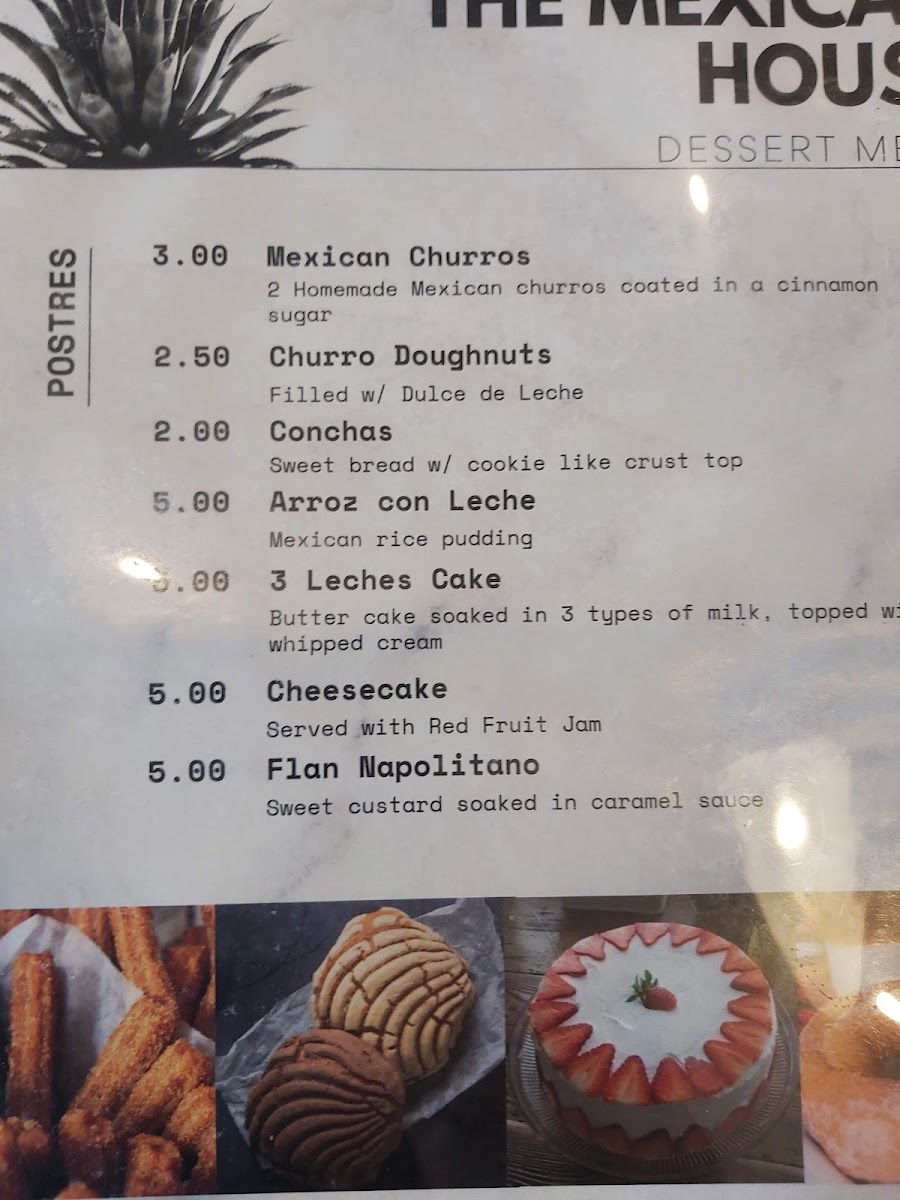 THE MEXICA
HOUS
DESSERT ME
POSTRES
3.00 Mexican Churros
2 Homemade Mexican churros coated in a cinnamon
sugar
2.50 Churro Doughnuts
Filled w/ Dulce de Leche
2.00 Conchas
Sweet bread w/ cookie like crust top
5.00 Arroz con Leche
Mexican rice pudding
3 Leches Cake
Butter cake soaked in 3 types of milk, topped wi
whipped cream
5.00 Cheesecake
Served with Red Fruit Jam
5.00 Flan Napolitano
Sweet custard soaked in caramel sauce